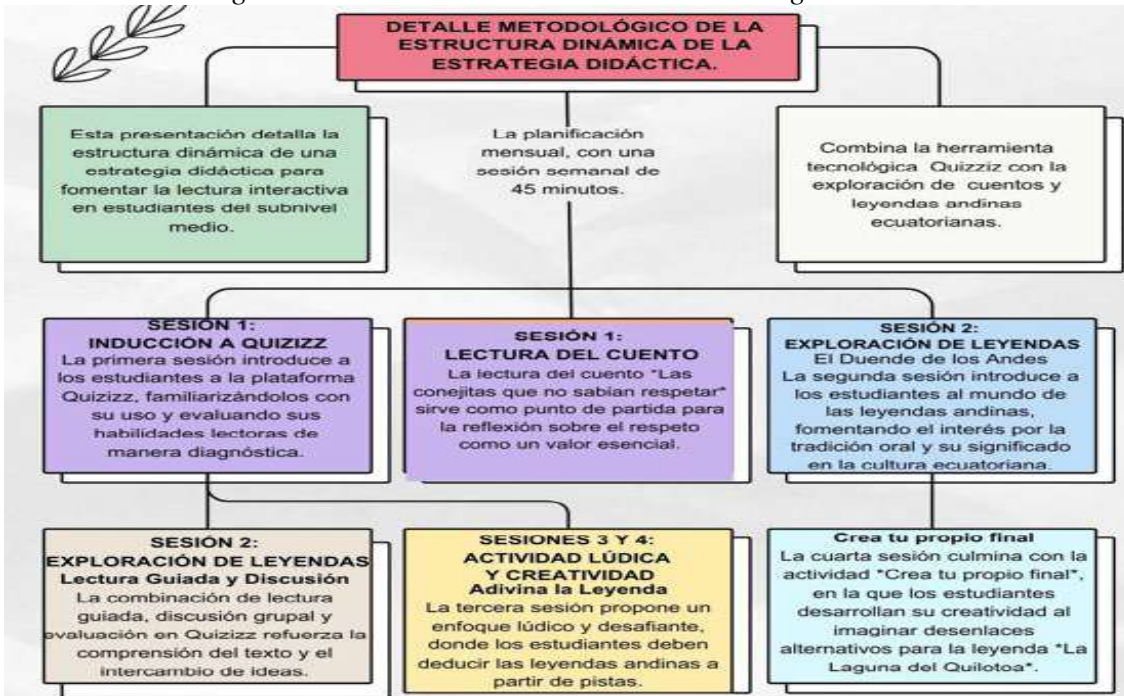 DETALLE METODOLÓGICO DE LA
ESTRUCTURA DINÁMICA DE LA
ESTRATEGIA DIDÁCTICA.
Esta presentación detalla la
estructura dinámica de una
estrategia didáctica para
fomentar la lectura interactiva
en estudiantes del subnivel
medio.
La planificación
mensual, con una
sesión semanal de
45 minutos.
Combina la herramienta
tecnológica Quizziz con la
exploración de cuentos y
leyendas andinas
ecuatorianas.
SESIÓN 1:
INDUCCIÓN A QUIZIZZ
La primera sesión introduce a
los estudiantes a la plataforma
Quizizz, familiarizándolos con
su uso y evaluando sus
habilidades lectoras de
manera diagnóstica.
SESIÓN 1:
LECTURA DEL CUENTO
La lectura del cuento "Las
conejitas que no sabían respetar"
sirve como punto de partida para
la reflexión sobre el respeto
como un valor esencial.
SESIÓN 2:
EXPLORACIÓN DE LEYENDAS
El Duende de los Andes
La segunda sesión introduce a
los estudiantes al mundo de
las leyendas andinas,
fomentando el interés por la
tradición oral y su significado
en la cultura ecuatoriana.
SESIÓN 2:
EXPLORACIÓN DE LEYENDAS
Lectura Guiada y Discusión
La combinación de lectura
guiada, discusión grupal y
evaluación en Quizizz refuerza la
comprensión del texto y el
intercambio de ideas.
SESIONES 3 Y 4:
ACTIVIDAD LÚDICA
Y CREATIVIDAD
Adivina la Leyenda
La tercera sesión propone un
enfoque lúdico y desafiante,
donde los estudiantes deben
deducir las leyendas andinas a
partir de pistas.
Crea tu propio final
La cuarta sesión culmina con la
actividad "Crea tu propio final",
en la que los estudiantes
desarrollan su creatividad al
imaginar desenlaces
alternativos para la leyenda "La
Laguna del Quilotoa".